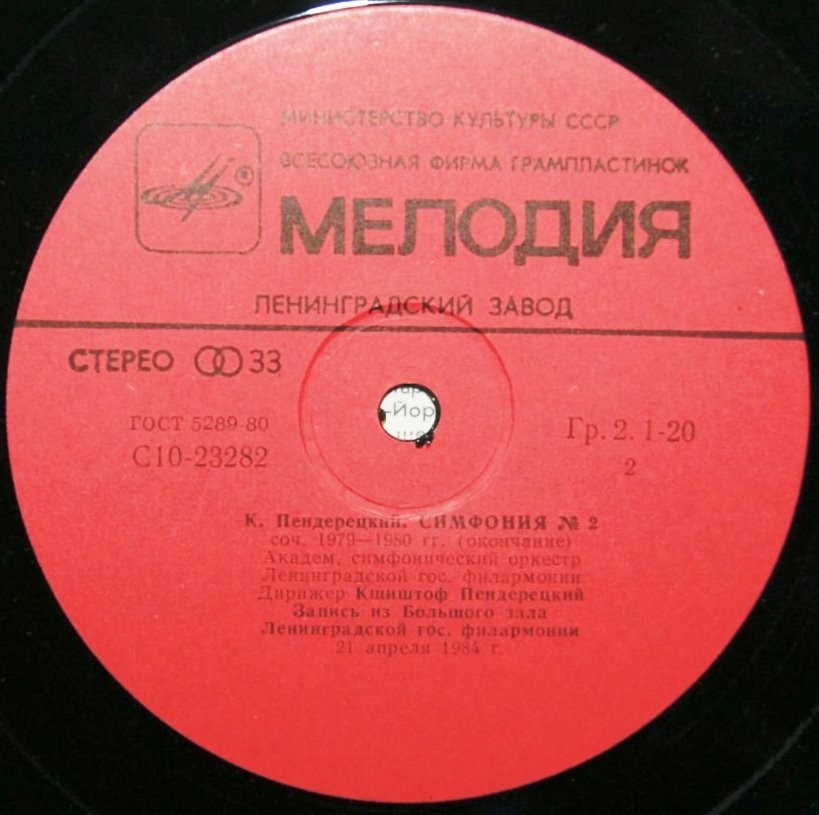 МИНИСТЕРСТВО КУЛЬТУРЫ СССР
ВСЕСОЮЗНАЯ ФИРМА ГРАМПЛАСТИНОК
®
МЕЛОДИЯ
ЛЕНИНГРАДСКИЙ ЗАВОД
СТЕРЕО 33
-Йор
ГОСТ 5289-80
С10-23282
Гр. 2. 1-20
2
К. Пендерецкий. СИМФОНИЯ № 2
соч. 1979—1980 гг. (окончание)
Академ. симфонический оркестр
Ленинградской гос. филармонии
Дирижер Кшиштоф Пендерецкий
Запись из Большого зала
Ленинградской гос. филармонии
21 апреля 1984 г.